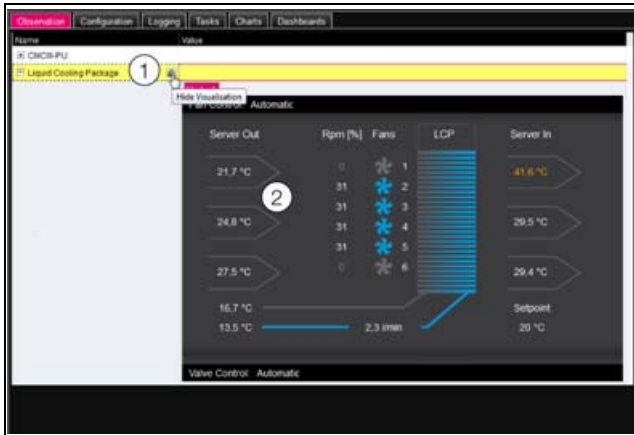 Observation Configuration Logging Tasks Charts Dashboards
Name Value
CMCIII-PU
Liquid Cooling Package 1
Hide Visualisation
Fan Control: Automatic
Server Out Rpm [%] Fans LCP Server In
21,7 °C 0 1 41,6 °C
31 2
2
31 3
24,8 °C 31 4 29,5 °C
31 5
27,5 °C 0 6 29,4 °C
16,7 °C Setpoint
13,5 °C 2,3 l/min 20 °C
Valve Control: Automatic